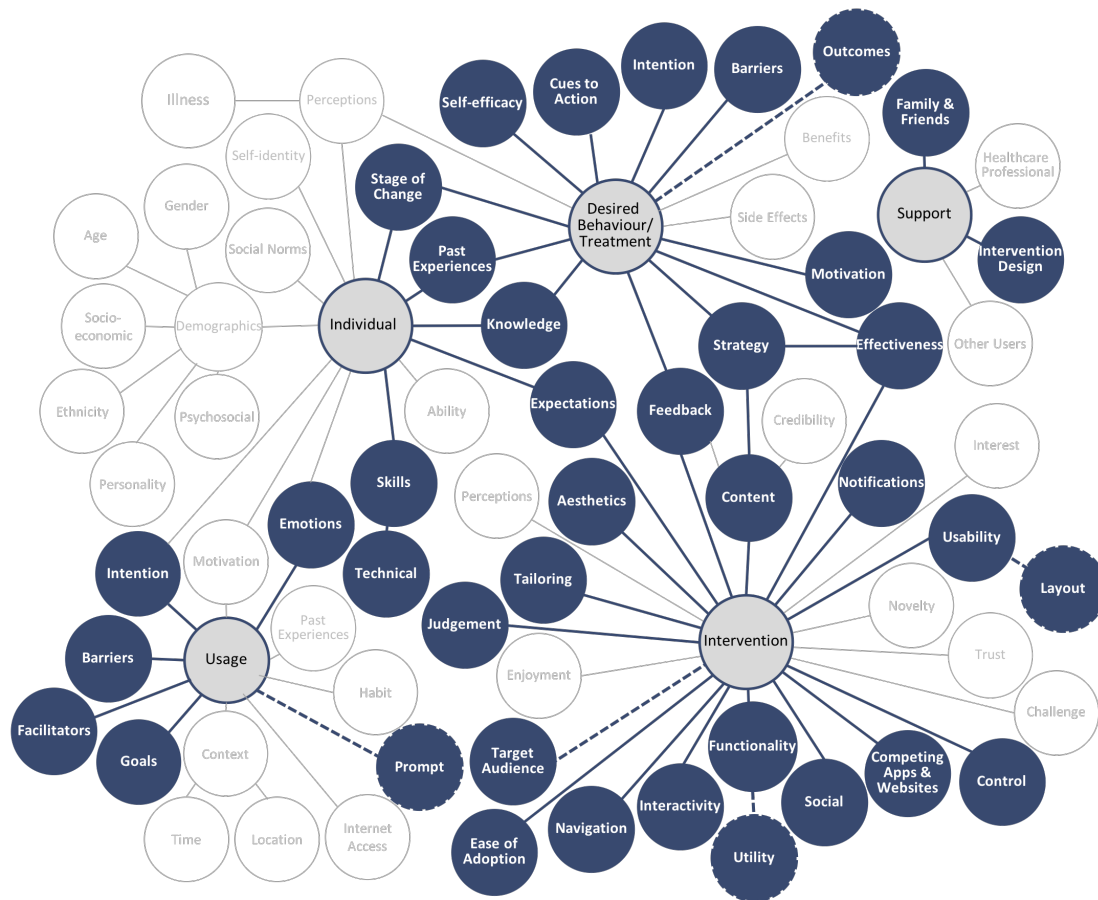 Outcomes
Intention
Barriers
Cues to
Action
Self-efficacy
Illness
Perceptions
Family &
Friends
Benefits
Healthcare
Professional
Self-identity
Stage of
Change
Gender
Desired
Behaviour/
Treatment
Side Effects
Support
Age
Social Norms
Past
Experiences
Motivation
Intervention
Design
Socio-
economic
Demographics
Individual
Knowledge
Strategy
Effectiveness
Other Users
Ethnicity
Psychosocial
Ability
Expectations
Feedback
Credibility
Interest
Personality
Skills
Perceptions
Aesthetics
Content
Notifications
Emotions
Usability
Intention
Motivation
Technical
Tailoring
Layout
Novelty
Judgement
Past
Experiences
Intervention
Barriers
Usage
Enjoyment
Trust
Habit
Challenge
Facilitators
Goals
Context
Prompt
Target
Audience
Functionality
Competing
Apps &
Websites
Control
Interactivity
Social
Time
Location
Internet
Access
Ease of
Adoption
Navigation
Utility